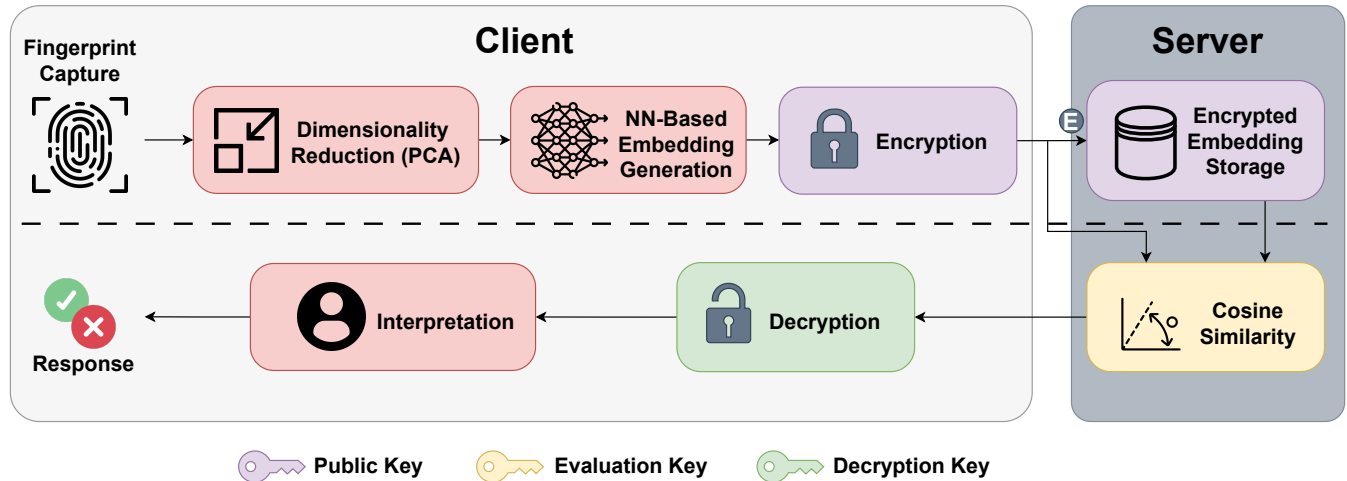 Client
Server
Fingerprint
Capture
Dimensionality
Reduction (PCA)
NN-Based
Embedding
Generation
Encryption
E
Encrypted
Embedding
Storage
Response
Interpretation
Decryption
Cosine
Similarity
Public Key
Evaluation Key
Decryption Key